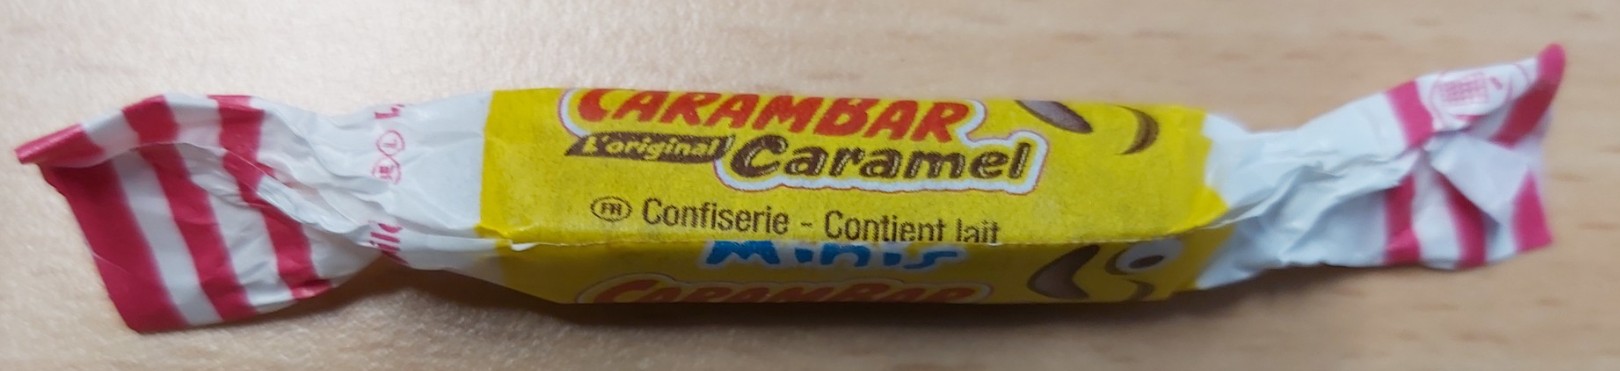 CARAMBAR
L'original Caramel
FR Confiserie - Contient lait
Minis
CARAMBAR